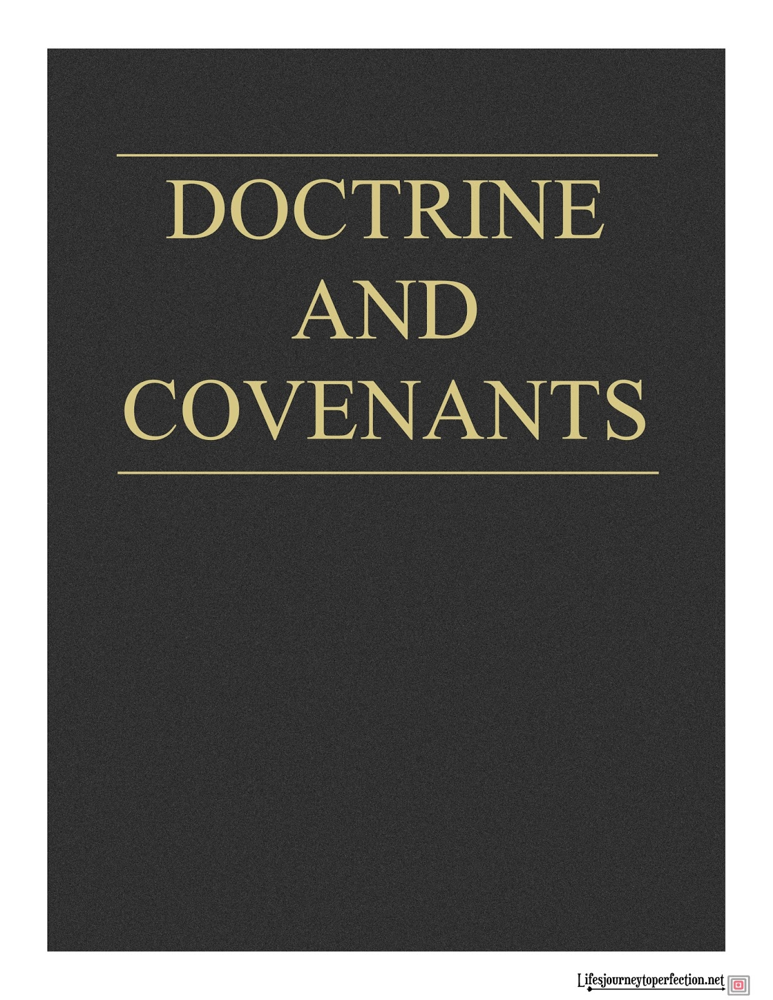 DOCTRINE
AND
COVENANTS
Lifesjourneytoperfection.net